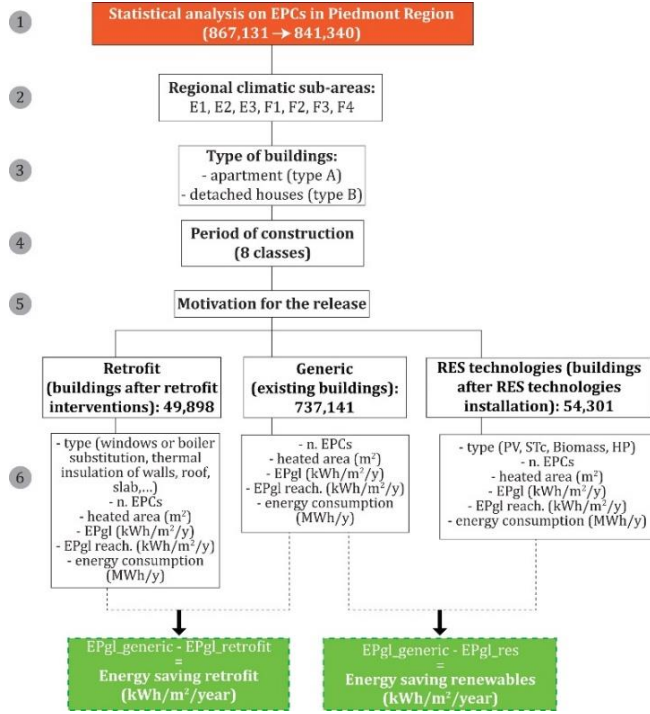 1
Statistical analysis on EPCs in Piedmont Region
(867,131 → 841,340)
2
Regional climatic sub-areas:
E1, E2, E3, F1, F2, F3, F4
3
Type of buildings:
- apartment (type A)
- detached houses (type B)
4
Period of construction
(8 classes)
5
Motivation for the release
Retrofit
(buildings after retrofit
interventions): 49,898
Generic
(existing buildings):
737,141
RES technologies (buildings
after RES technologies
installation): 54,301
6
- type (windows or boiler
substitution, thermal
insulation of walls, roof,
slab,...)
- n. EPCs
- heated area (m²)
- EPgl (kWh/m²/y)
- EPgl reach. (kWh/m²/y)
- energy consumption
(MWh/y)
- n. EPCs
- heated area (m²)
- EPgl (kWh/m²/y)
- EPgl reach. (kWh/m²/y)
- energy consumption
(MWh/y)
- type (PV, STc, Biomass, HP)
- n. EPCs
- heated area (m²)
- EPgl (kWh/m²/y)
- EPgl reach. (kWh/m²/y)
- energy consumption (MWh/y)
EPgl_generic - EPgl_retrofit
=
Energy saving retrofit
(kWh/m²/year)
EPgl_generic - EPgl_res
=
Energy saving renewables
(kWh/m²/year)